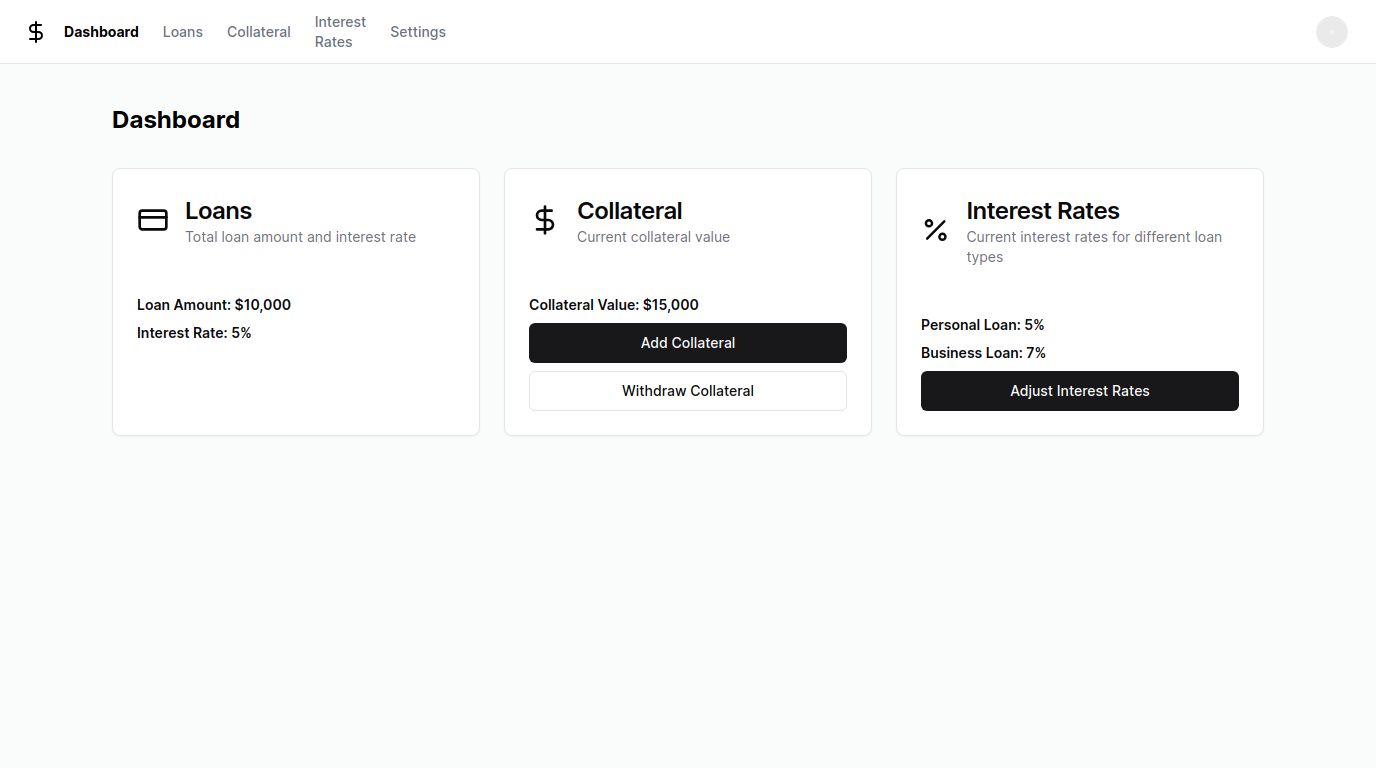 Dashboard
Loans
Collateral
Interest
Rates
Settings
Dashboard
Loans
Total loan amount and interest rate
Loan Amount: $10,000
Interest Rate: 5%
Collateral
Current collateral value
Collateral Value: $15,000
Add Collateral
Withdraw Collateral
Interest Rates
Current interest rates for different loan
types
Personal Loan: 5%
Business Loan: 7%
Adjust Interest Rates